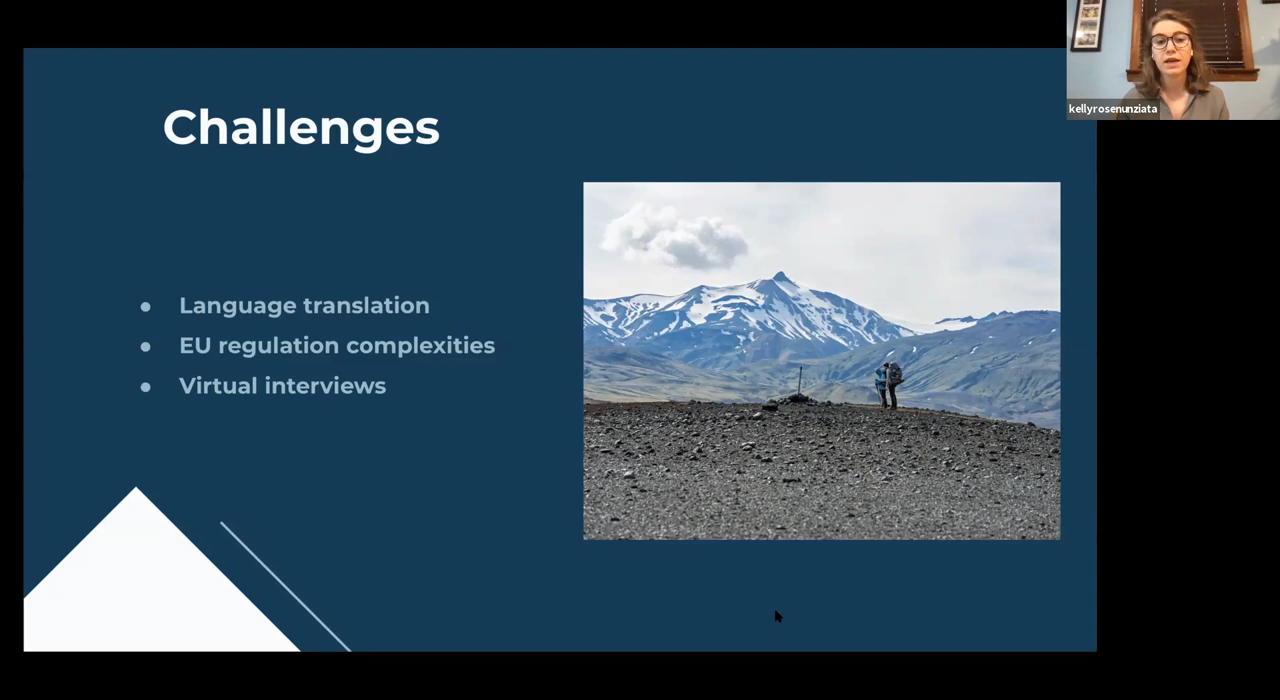 Challenges
● Language translation
● EU regulation complexities
● Virtual interviews
kellyrosenunziata